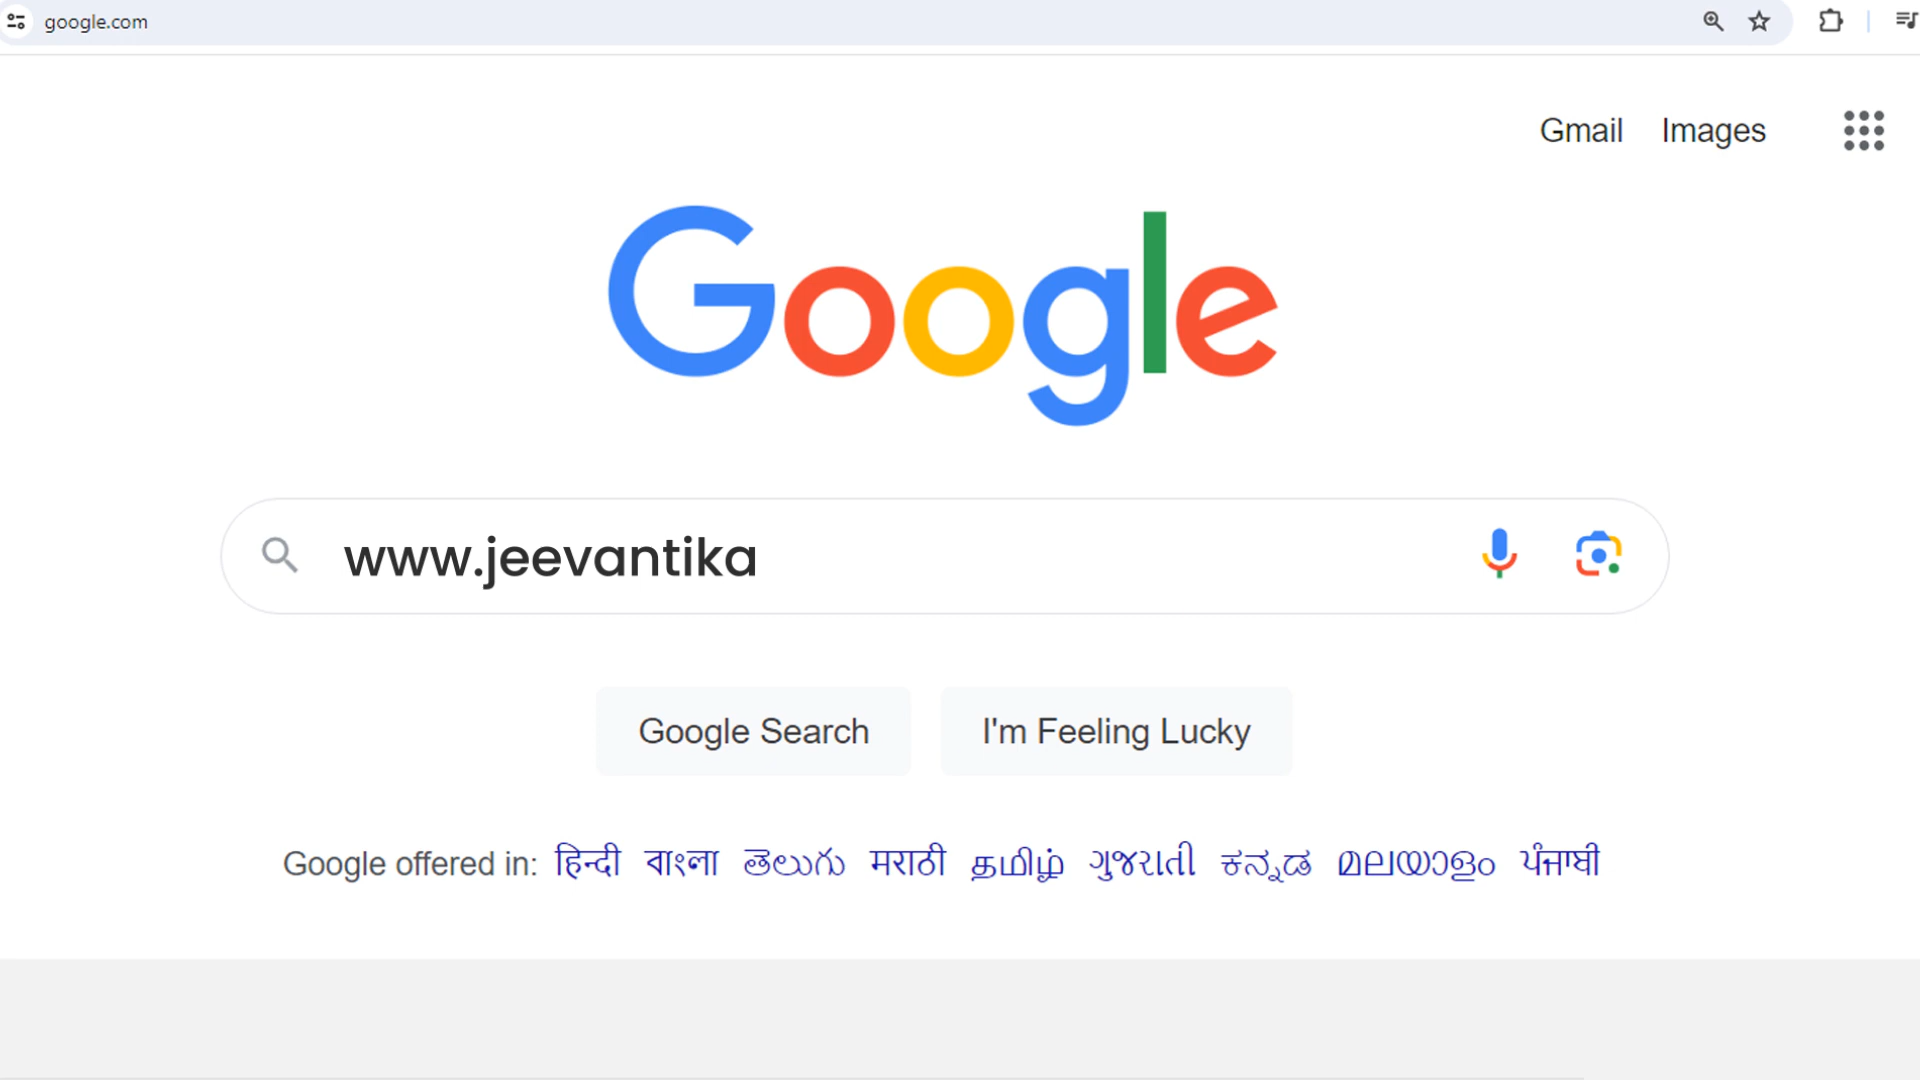 google.com
Gmail Images
Google
www.jeevantika
Google Search I'm Feeling Lucky
Google offered in: हिन्दी বাংলা తెలుగు मराठी தமிழ் ગુજરાતી ಕನ್ನಡ മലയാളം ਪੰਜਾਬੀ